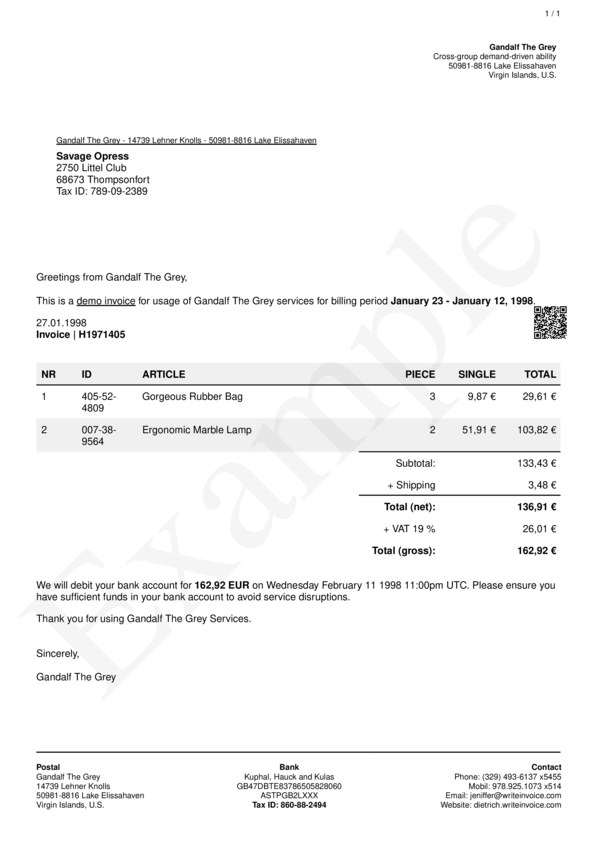 1 / 1
Gandalf The Grey
Cross-group demand-driven ability
50981-8816 Lake Elissahaven
Virgin Islands, U.S.
Gandalf The Grey - 14739 Lehner Knolls - 50981-8816 Lake Elissahaven
Savage Opress
2750 Littel Club
68673 Thompsonfort
Tax ID: 789-09-2389
Greetings from Gandalf The Grey,
This is a demo invoice for usage of Gandalf The Grey services for billing period January 23 - January 12, 1998.
27.01.1998
Invoice | H1971405
NR ID ARTICLE PIECE SINGLE TOTAL
1 405-52- Gorgeous Rubber Bag 3 9,87 € 29,61 €
4809
2 007-38- Ergonomic Marble Lamp 2 51,91 € 103,82 €
9564
Subtotal: 133,43 €
+ Shipping 3,48 €
Total (net): 136,91 €
+ VAT 19 % 26,01 €
Total (gross): 162,92 €
We will debit your bank account for 162,92 EUR on Wednesday February 11 1998 11:00pm UTC. Please ensure you
have sufficient funds in your bank account to avoid service disruptions.
Thank you for using Gandalf The Grey Services.
Sincerely,
Gandalf The Grey
Example
Postal
Gandalf The Grey
14739 Lehner Knolls
50981-8816 Lake Elissahaven
Virgin Islands, U.S.
Bank
Kuphal, Hauck and Kulas
GB47DBTE83786505828060
ASTPGB2LXXX
Tax ID: 860-88-2494
Contact
Phone: (329) 493-6137 x5455
Mobil: 978.925.1073 x514
Email: jeniffer@writeinvoice.com
Website: dietrich.writeinvoice.com